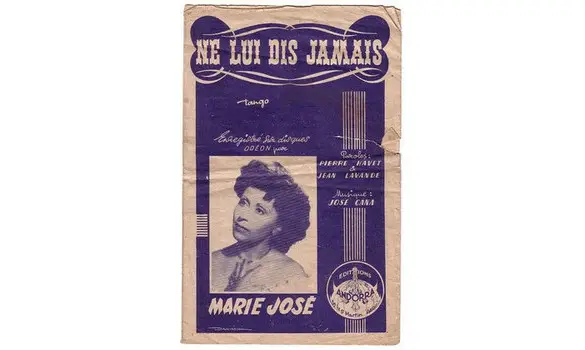 NE LUI DIS JAMAIS
tango
Enregistré sur disques
ODÉON par
Paroles:
PIERRE HAVET
&
JEAN LAVANDE
Musique:
JOSÉ CANA
EDITIONS
ANDORRA
MARIE JOSÉ